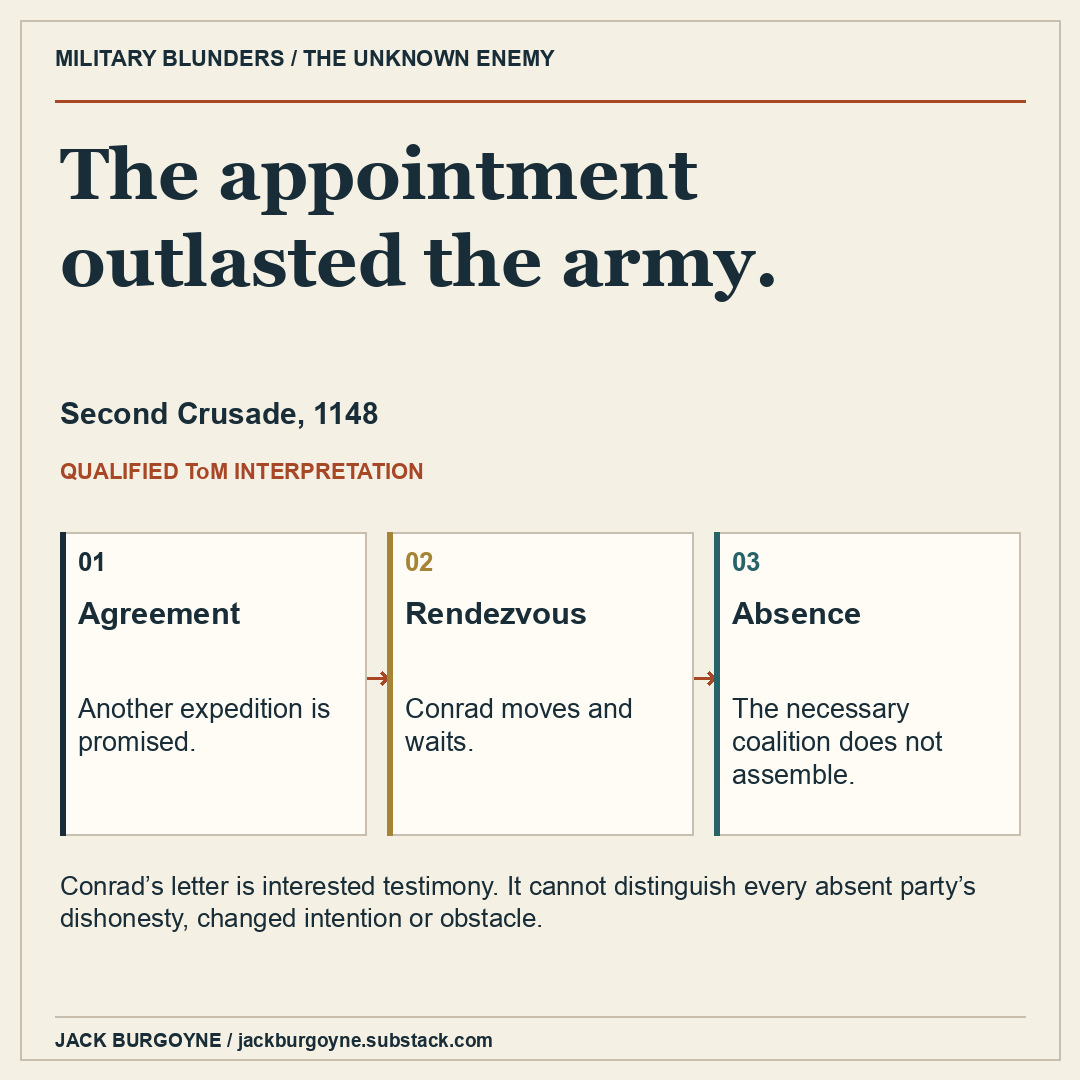 MILITARY BLUNDERS / THE UNKNOWN ENEMY
The appointment
outlasted the army.
Second Crusade, 1148
QUALIFIED ToM INTERPRETATION
01
Agreement
Another expedition is
promised.
02
Rendezvous
Conrad moves and
waits.
03
Absence
The necessary
coalition does not
assemble.
Conrad’s letter is interested testimony. It cannot distinguish every absent party’s
dishonesty, changed intention or obstacle.
JACK BURGOYNE / jackburgoyne.substack.com